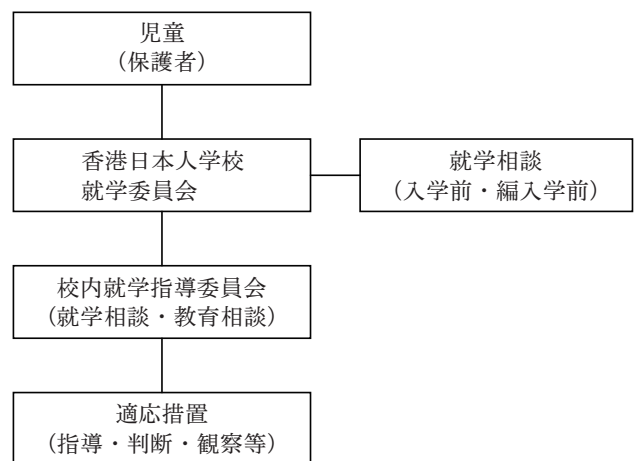 児童
（保護者）
香港日本人学校
就学委員会
就学相談
（入学前・編入学前）
校内就学指導委員会
（就学相談・教育相談）
適応措置
（指導・判断・観察等）